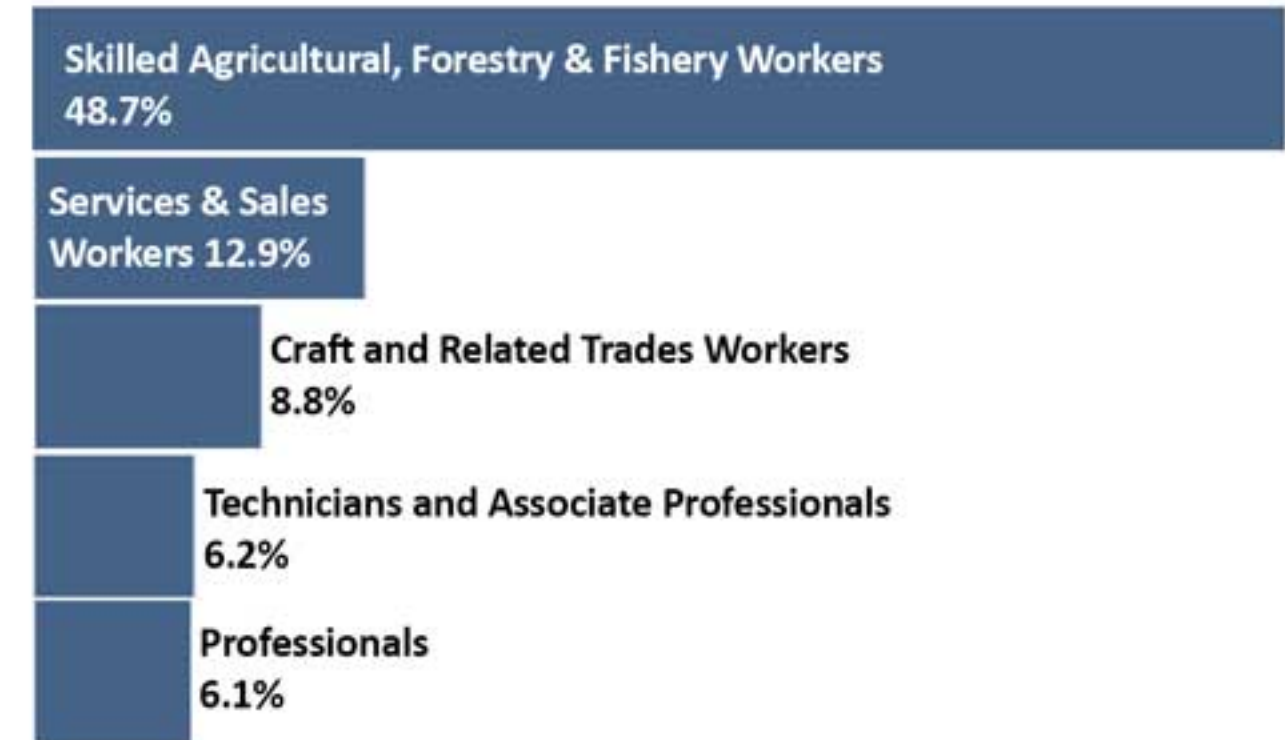 Skilled Agricultural, Forestry & Fishery Workers
48.7%
Services & Sales
Workers 12.9%
Craft and Related Trades Workers
8.8%
Technicians and Associate Professionals
6.2%
Professionals
6.1%